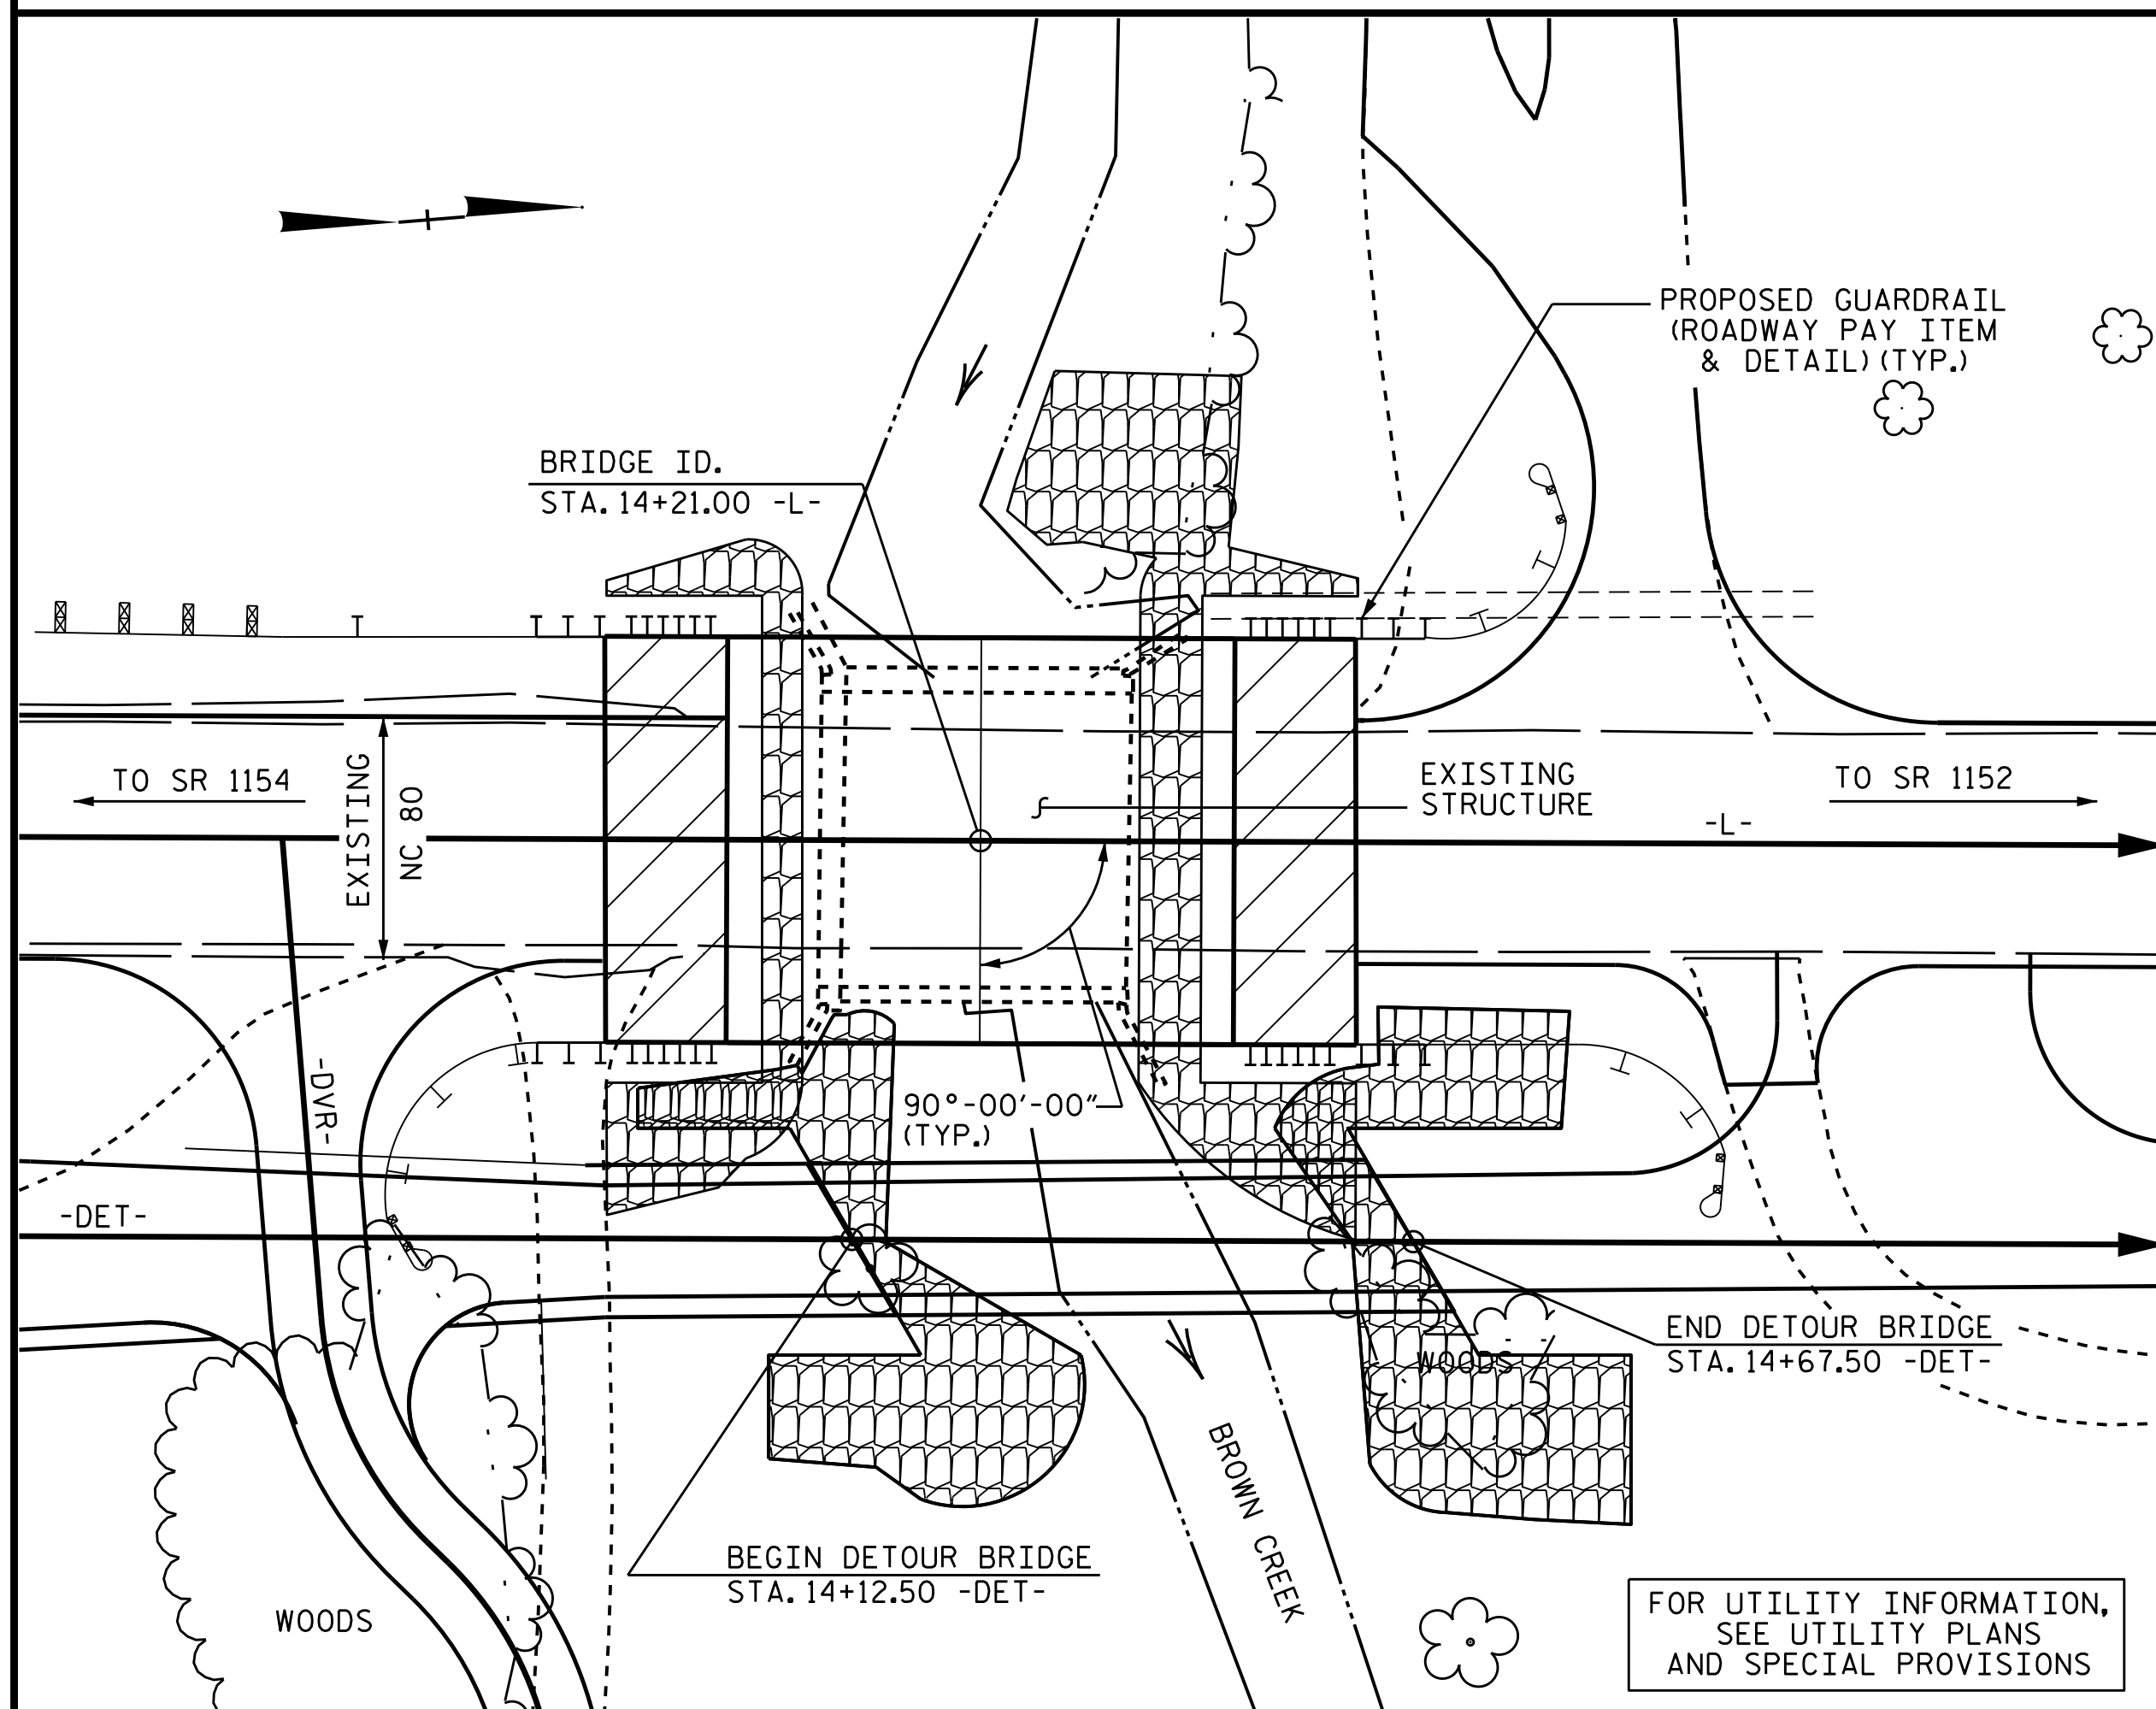 PROPOSED GUARDRAIL
(ROADWAY PAY ITEM
& DETAIL) (TYP.)
BRIDGE ID.
STA. 14+21.00 -L-
TO SR 1154
EXISTING
NC 80
EXISTING
STRUCTURE
TO SR 1152
-L-
-DVR-
90°-00'-00"
(TYP.)
-DET-
END DETOUR BRIDGE
STA. 14+67.50 -DET-
WOODS
BROWN CREEK
BEGIN DETOUR BRIDGE
STA. 14+12.50 -DET-
WOODS
FOR UTILITY INFORMATION,
SEE UTILITY PLANS
AND SPECIAL PROVISIONS